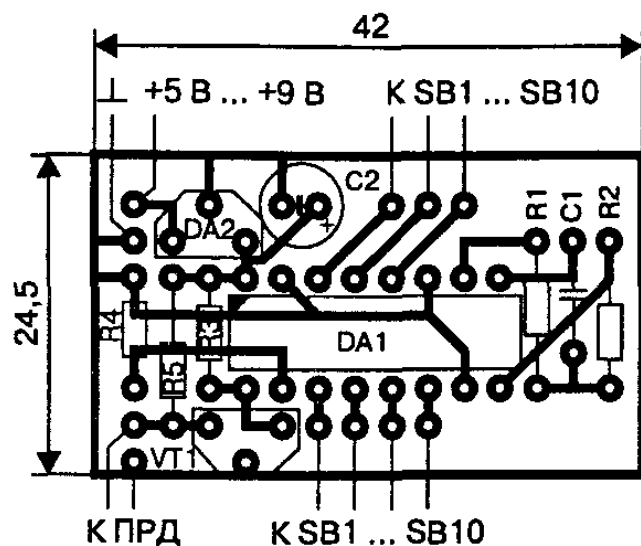 42
⊥ +5 В ... +9 В
К SB1 ... SB10
C2
+
DA2
R1
C1
R2
24,5
R4
R3
DA1
R5
VT1
К ПРД
К SB1 ... SB10